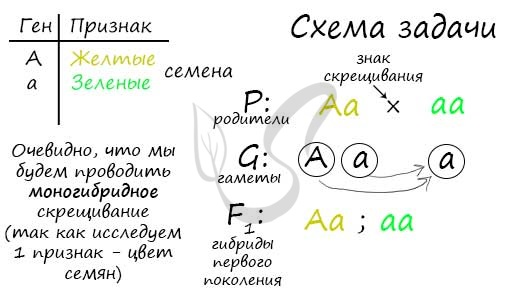 Ген Признак
А Желтые
а Зеленые
семена
Очевидно, что мы
будем проводить
моногибридное
скрещивание
(так как исследуем
1 признак - цвет
семян)
Схема задачи
знак
скрещивания
P: Aa x aa
родители
G: A a a
гаметы
F1: Aa ; aa
гибриды
первого
поколения